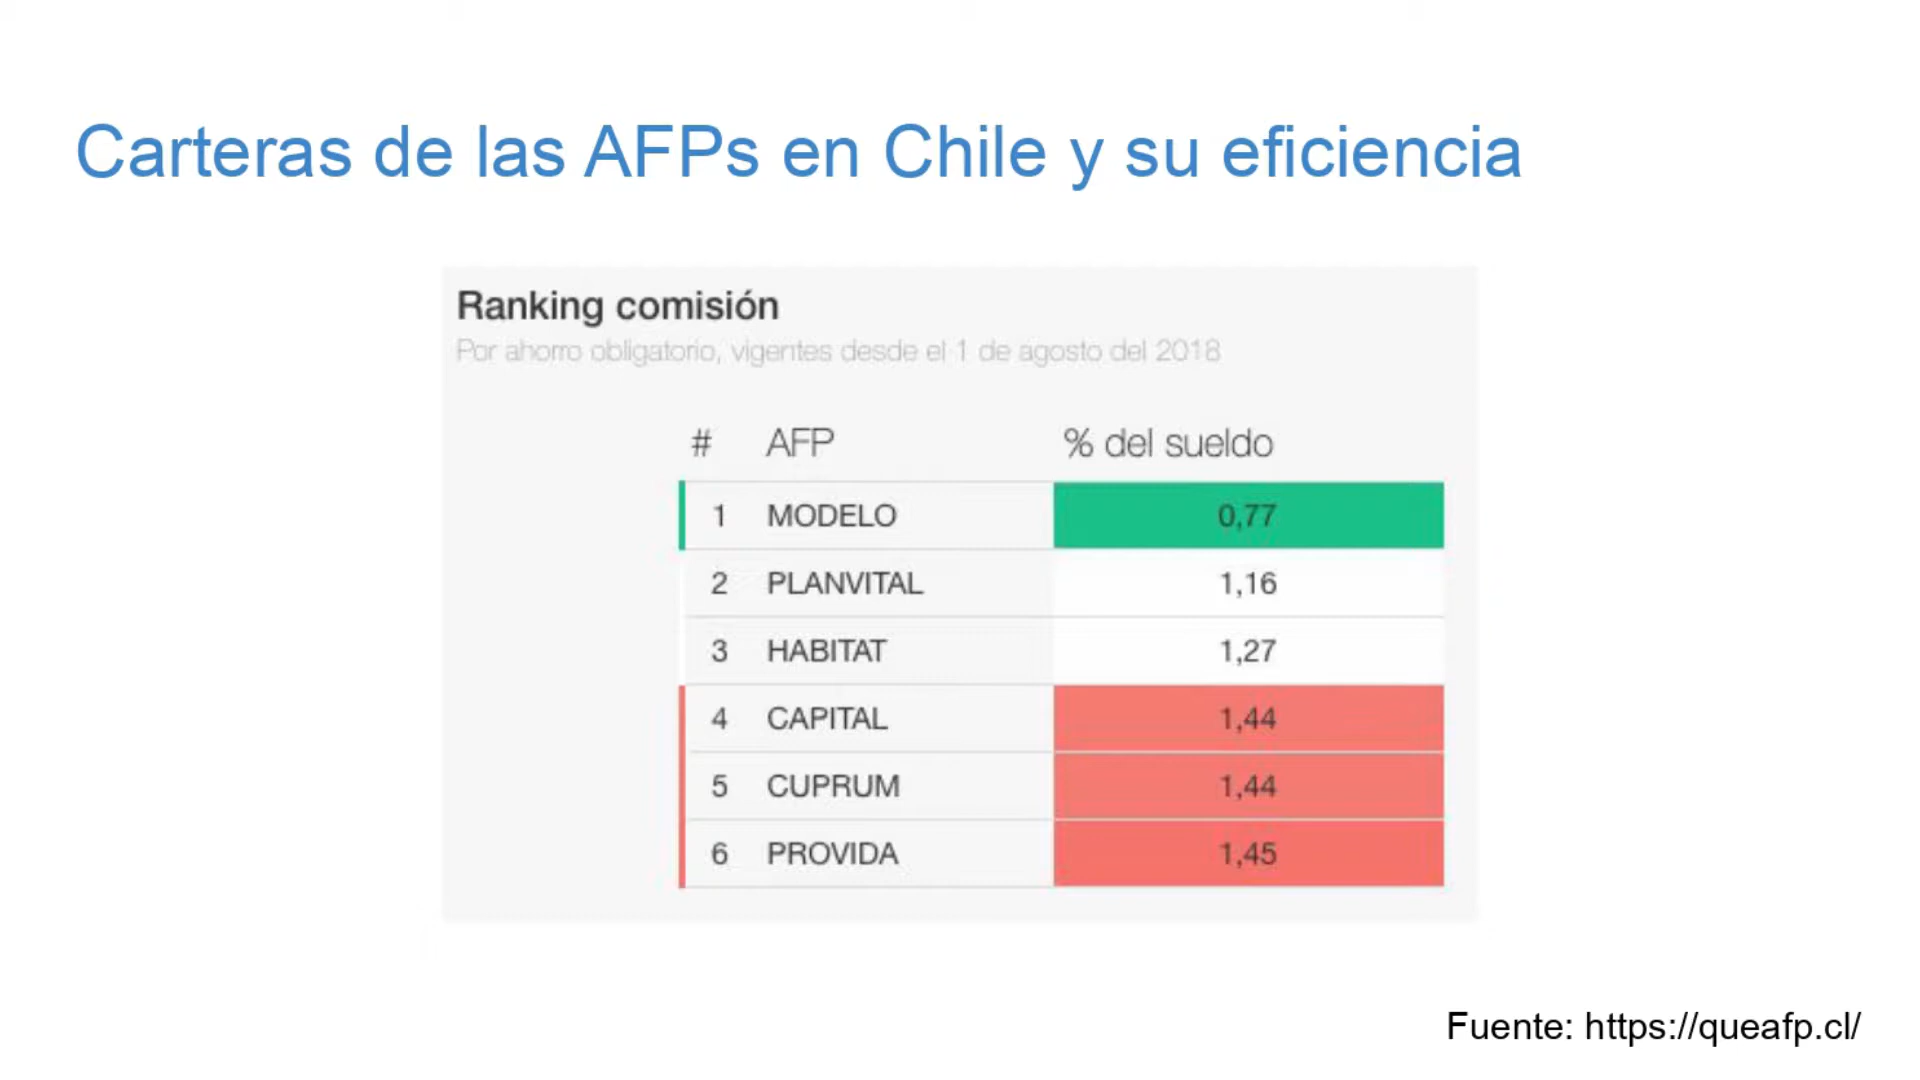 Carteras de las AFPs en Chile y su eficiencia
Ranking comisión
Por ahorro obligatorio, vigentes desde el 1 de agosto del 2018
# AFP % del sueldo
1 MODELO 0,77
2 PLANVITAL 1,16
3 HABITAT 1,27
4 CAPITAL 1,44
5 CUPRUM 1,44
6 PROVIDA 1,45
Fuente: https://queafp.cl/